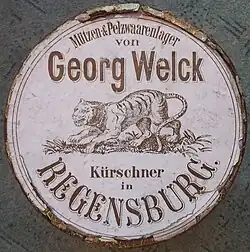 Mützen & Pelzwaarenlager
von
Georg Welck
Kürschner
in
REGENSBURG.